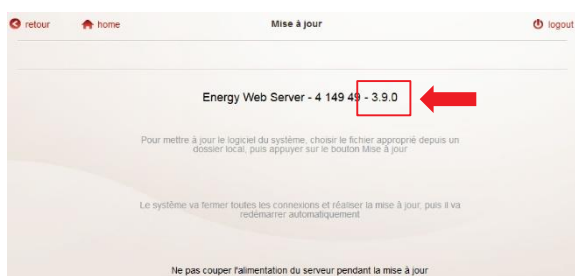 retour home Mise à jour logout
Energy Web Server - 4 149 49 - 3.9.0
Pour mettre à jour le logiciel du système, choisir le fichier approprié depuis un
dossier local, puis appuyer sur le bouton Mise à jour
Le système va fermer toutes les connexions et réaliser la mise à jour, puis il va
redémarrer automatiquement
Ne pas couper l'alimentation du serveur pendant la mise à jour